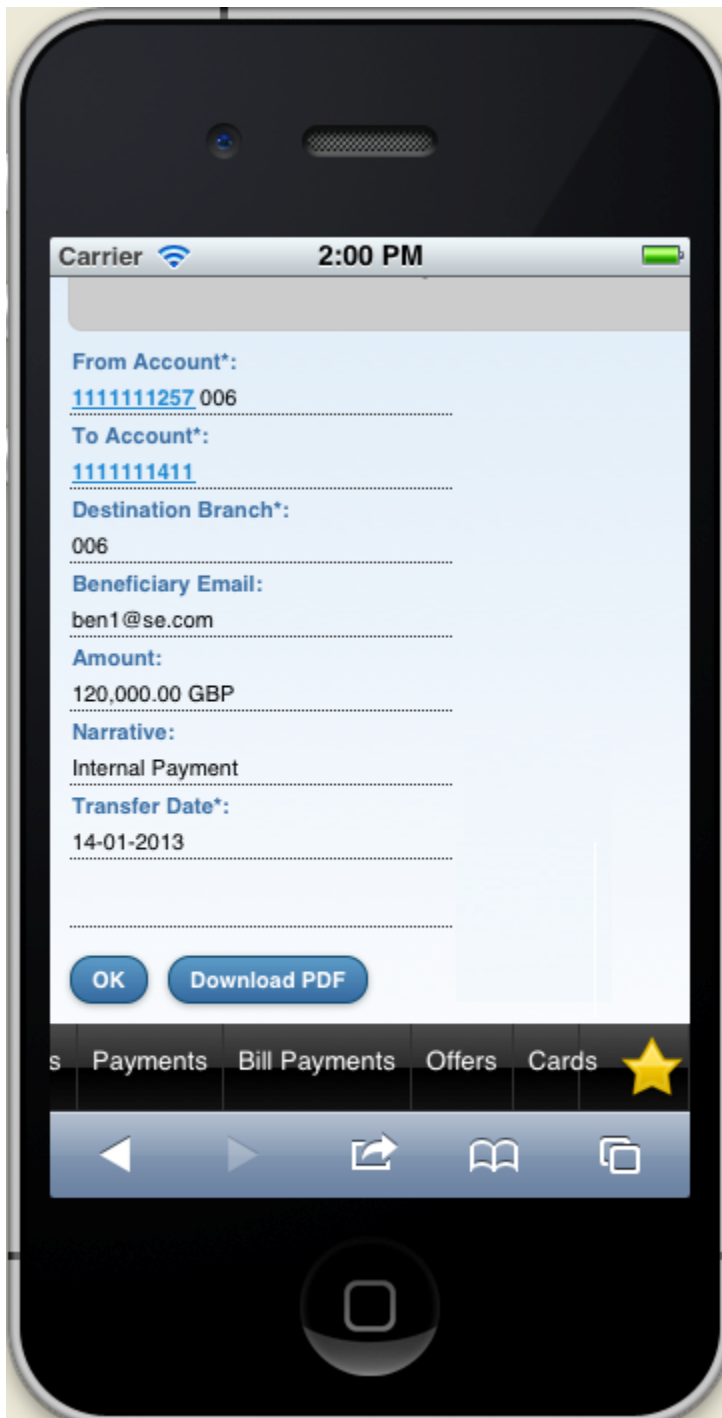 Carrier 2:00 PM
From Account*:
1111111257 006
To Account*:
1111111411
Destination Branch*:
006
Beneficiary Email:
ben1@se.com
Amount:
120,000.00 GBP
Narrative:
Internal Payment
Transfer Date*:
14-01-2013
OK Download PDF
s Payments Bill Payments Offers Cards